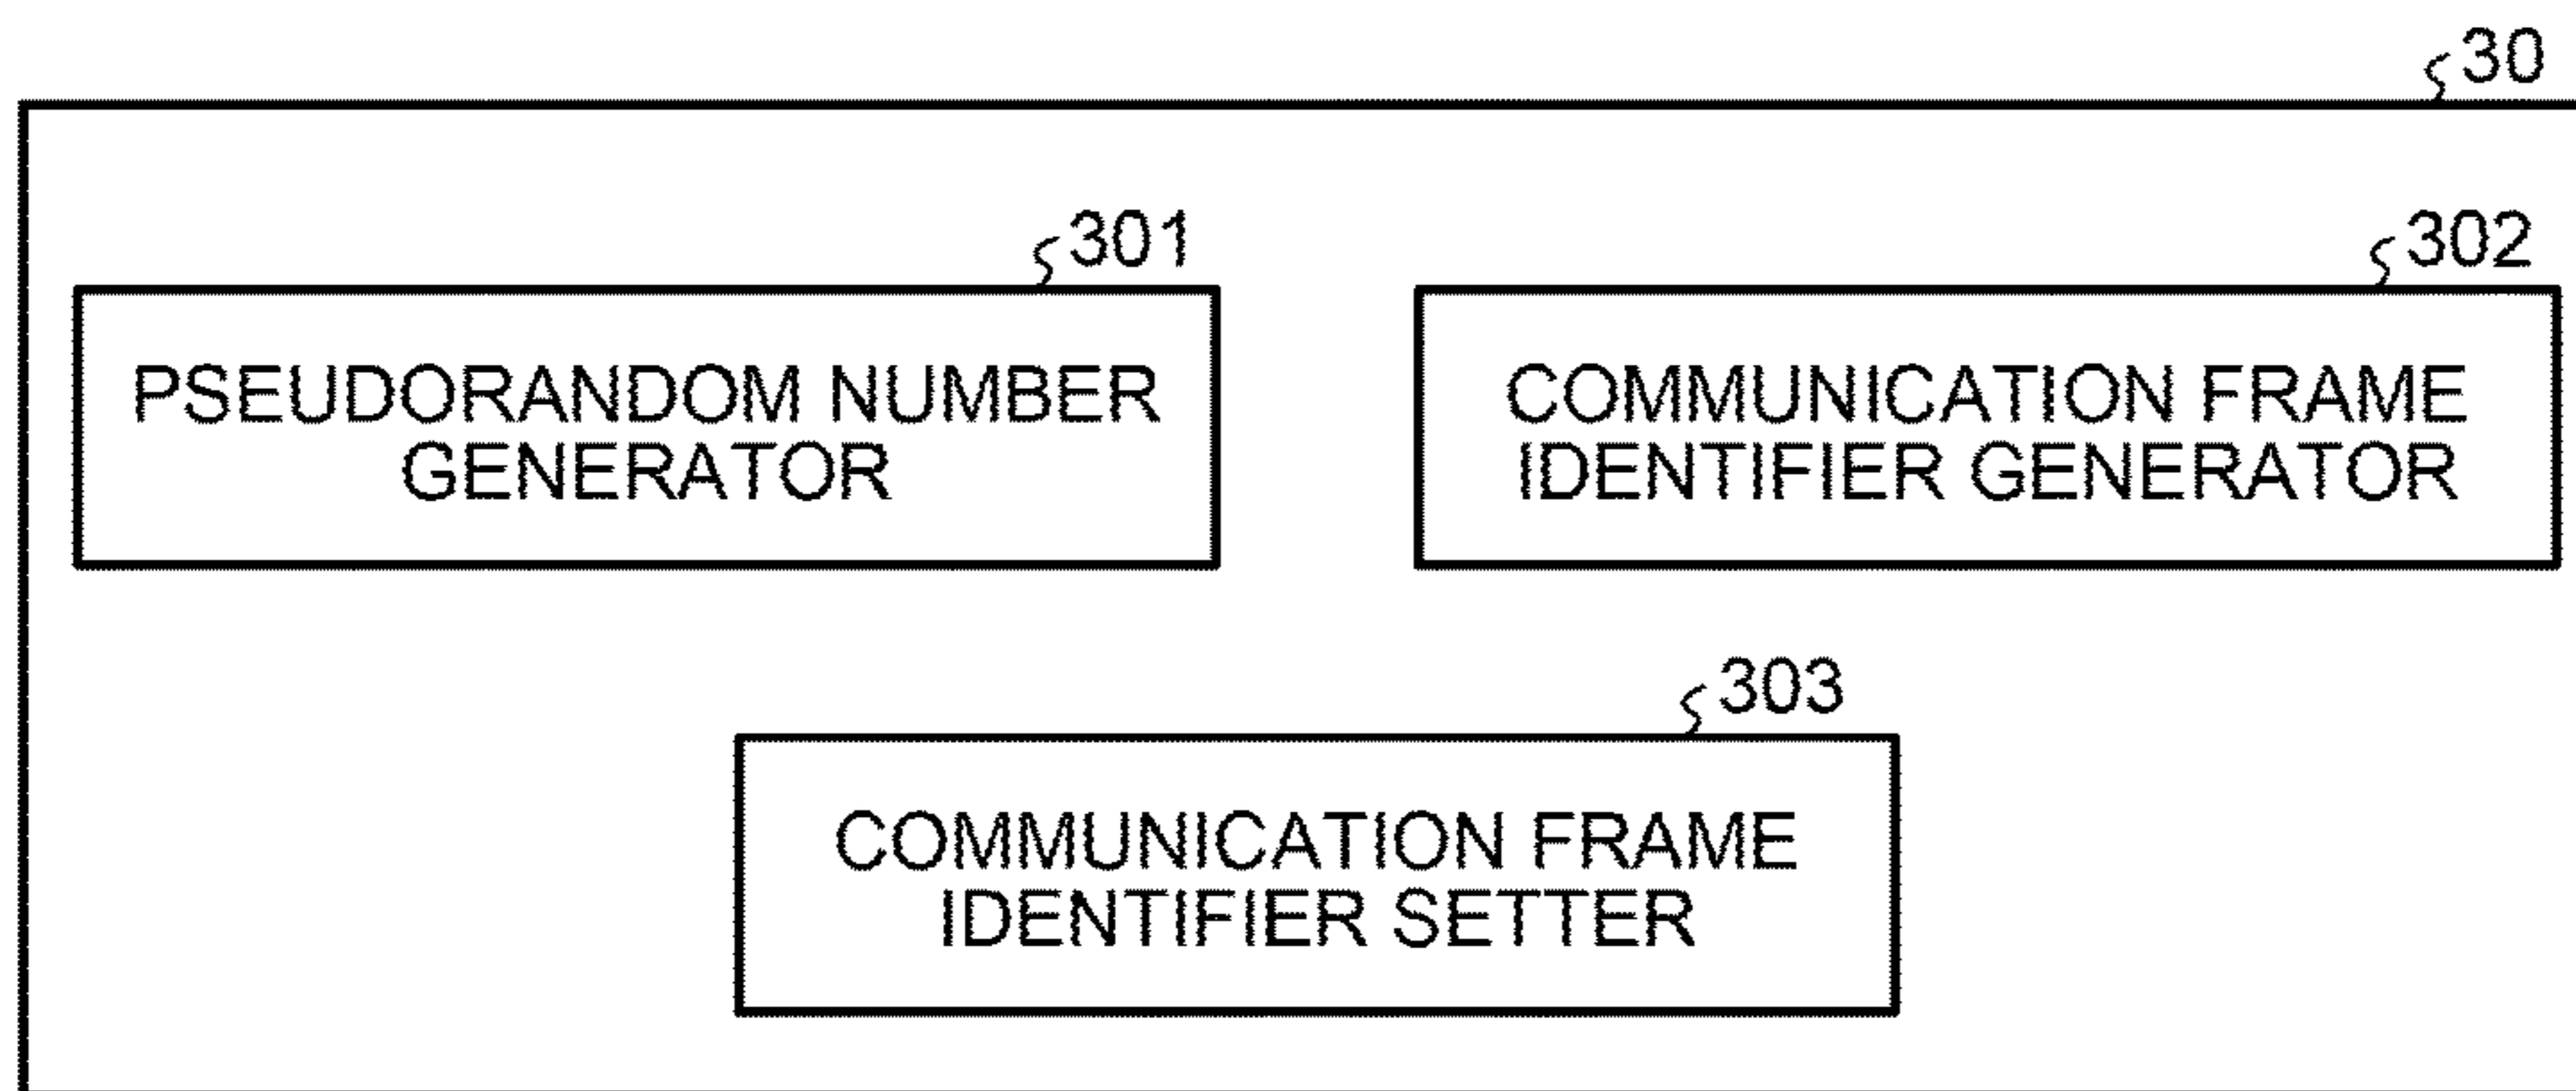 30
301
302
PSEUDORANDOM NUMBER
GENERATOR
COMMUNICATION FRAME
IDENTIFIER GENERATOR
303
COMMUNICATION FRAME
IDENTIFIER SETTER